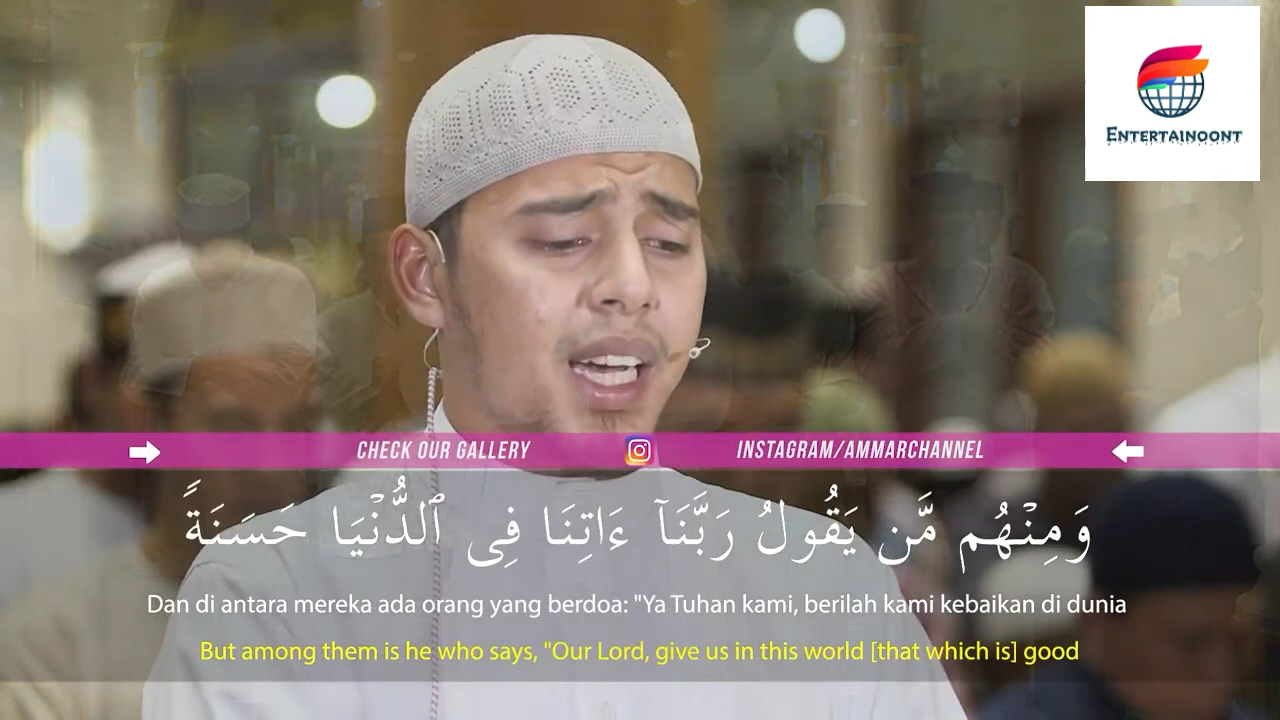 ENTERTAINOONT
CHECK OUR GALLERY INSTAGRAM/AMMARCHANNEL
وَمِنْهُم مَّن يَقُولُ رَبَّنَآ ءَاتِنَا فِى ٱلدُّنْيَا حَسَنَةً
Dan di antara mereka ada orang yang berdoa: "Ya Tuhan kami, berilah kami kebaikan di dunia
But among them is he who says, "Our Lord, give us in this world [that which is] good